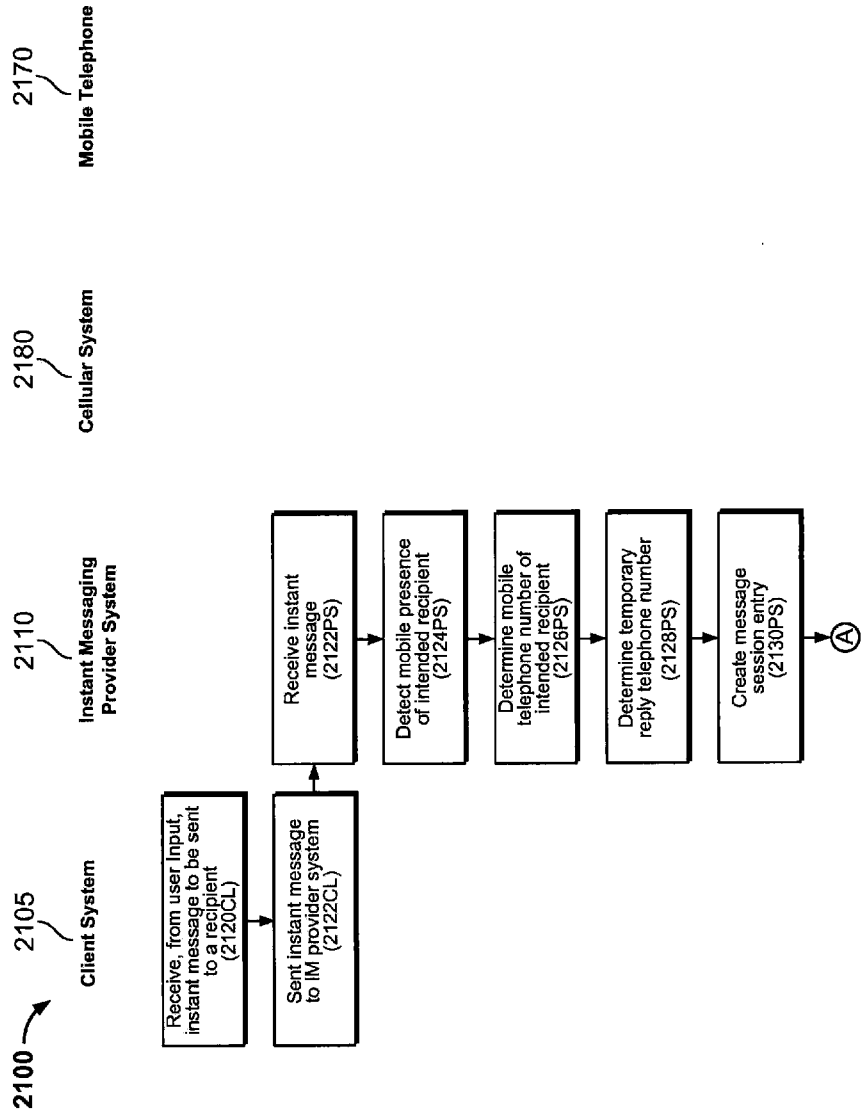 2100
2105
Client System
2110
Instant Messaging
Provider System
2180
Cellular System
2170
Mobile Telephone
Receive, from user Input,
instant message to be sent
to a recipient
(2120CL)
Sent instant message
to IM provider system
(2122CL)
Receive instant
message
(2122PS)
Detect mobile presence
of intended recipient
(2124PS)
Determine mobile
telephone number of
intended recipient
(2126PS)
Determine temporary
reply telephone number
(2128PS)
Create message
session entry
(2130PS)
A